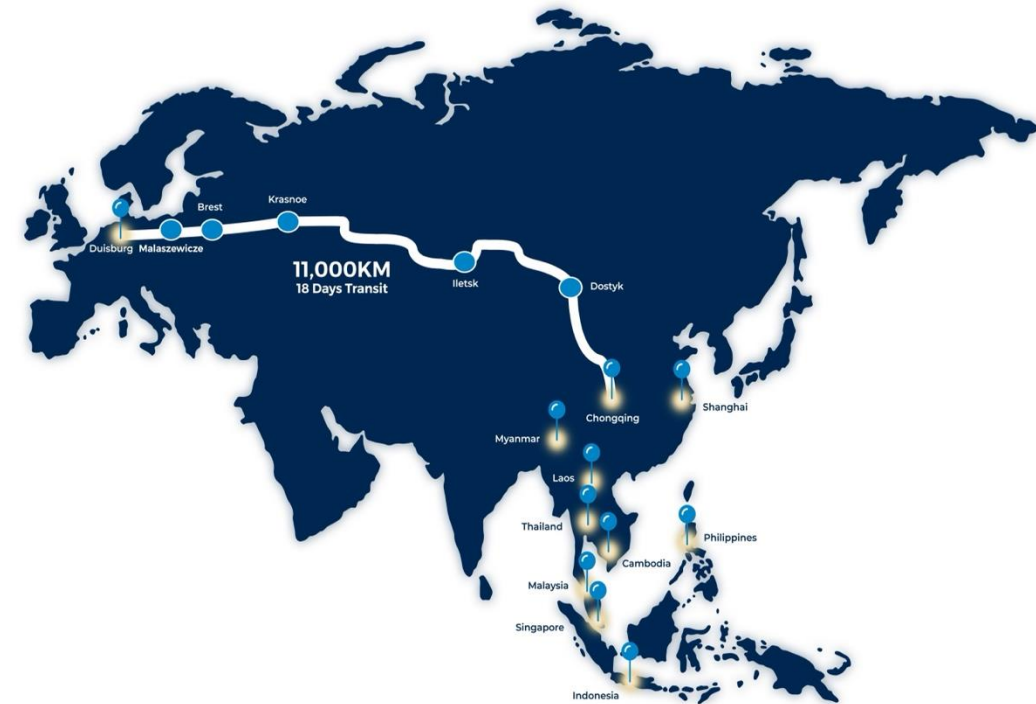 Krasnoe
Brest
Duisburg
Malaszewicze
11,000KM
18 Days Transit
Iletsk
Dostyk
Chongqing
Shanghai
Myanmar
Laos
Thailand
Philippines
Cambodia
Malaysia
Singapore
Indonesia